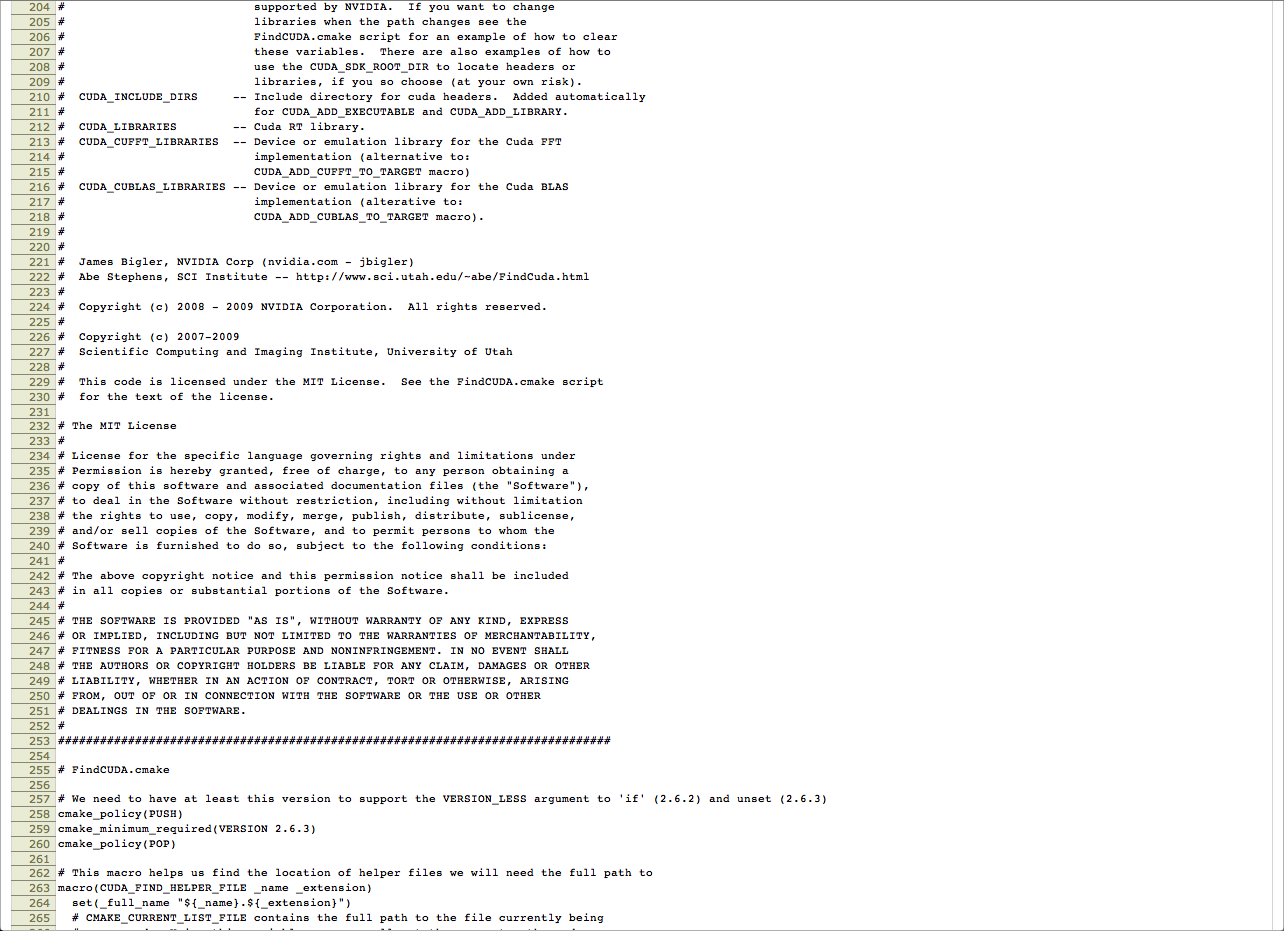 204 #                           supported by NVIDIA.  If you want to change
205 #                           libraries when the path changes see the
206 #                           FindCUDA.cmake script for an example of how to clear
207 #                           these variables.  There are also examples of how to
208 #                           use the CUDA_SDK_ROOT_DIR to locate headers or
209 #                           libraries, if you so choose (at your own risk).
210 #  CUDA_INCLUDE_DIRS     -- Include directory for cuda headers.  Added automatically
211 #                           for CUDA_ADD_EXECUTABLE and CUDA_ADD_LIBRARY.
212 #  CUDA_LIBRARIES        -- Cuda RT library.
213 #  CUDA_CUFFT_LIBRARIES  -- Device or emulation library for the Cuda FFT
214 #                           implementation (alternative to:
215 #                           CUDA_ADD_CUFFT_TO_TARGET macro)
216 #  CUDA_CUBLAS_LIBRARIES -- Device or emulation library for the Cuda BLAS
217 #                           implementation (alterative to:
218 #                           CUDA_ADD_CUBLAS_TO_TARGET macro).
219 #
220 #
221 #  James Bigler, NVIDIA Corp (nvidia.com - jbigler)
222 #  Abe Stephens, SCI Institute -- http://www.sci.utah.edu/~abe/FindCuda.html
223 #
224 #  Copyright (c) 2008 - 2009 NVIDIA Corporation.  All rights reserved.
225 #
226 #  Copyright (c) 2007-2009
227 #  Scientific Computing and Imaging Institute, University of Utah
228 #
229 #  This code is licensed under the MIT License.  See the FindCUDA.cmake script
230 #  for the text of the license.
231
232 # The MIT License
233 #
234 # License for the specific language governing rights and limitations under
235 # Permission is hereby granted, free of charge, to any person obtaining a
236 # copy of this software and associated documentation files (the "Software"),
237 # to deal in the Software without restriction, including without limitation
238 # the rights to use, copy, modify, merge, publish, distribute, sublicense,
239 # and/or sell copies of the Software, and to permit persons to whom the
240 # Software is furnished to do so, subject to the following conditions:
241 #
242 # The above copyright notice and this permission notice shall be included
243 # in all copies or substantial portions of the Software.
244 #
245 # THE SOFTWARE IS PROVIDED "AS IS", WITHOUT WARRANTY OF ANY KIND, EXPRESS
246 # OR IMPLIED, INCLUDING BUT NOT LIMITED TO THE WARRANTIES OF MERCHANTABILITY,
247 # FITNESS FOR A PARTICULAR PURPOSE AND NONINFRINGEMENT. IN NO EVENT SHALL
248 # THE AUTHORS OR COPYRIGHT HOLDERS BE LIABLE FOR ANY CLAIM, DAMAGES OR OTHER
249 # LIABILITY, WHETHER IN AN ACTION OF CONTRACT, TORT OR OTHERWISE, ARISING
250 # FROM, OUT OF OR IN CONNECTION WITH THE SOFTWARE OR THE USE OR OTHER
251 # DEALINGS IN THE SOFTWARE.
252 #
253 ###############################################################################
254
255 # FindCUDA.cmake
256
257 # We need to have at least this version to support the VERSION_LESS argument to 'if' (2.6.2) and unset (2.6.3)
258 cmake_policy(PUSH)
259 cmake_minimum_required(VERSION 2.6.3)
260 cmake_policy(POP)
261
262 # This macro helps us find the location of helper files we will need the full path to
263 macro(CUDA_FIND_HELPER_FILE _name _extension)
264   set(_full_name "${_name}.${_extension}")
265   # CMAKE_CURRENT_LIST_FILE contains the full path to the file currently being